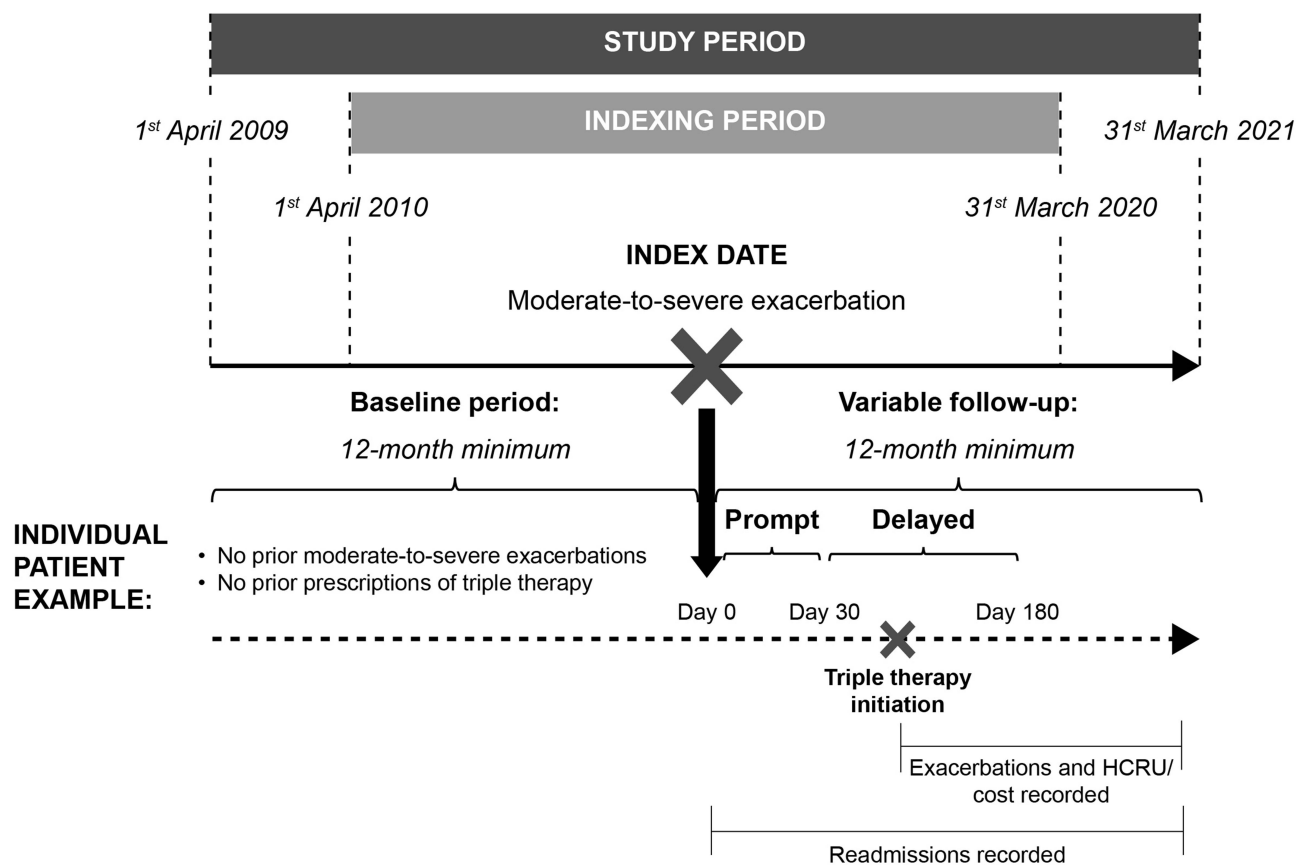 STUDY PERIOD
INDEXING PERIOD
1st April 2009
31st March 2021
1st April 2010
31st March 2020
INDEX DATE
Moderate-to-severe exacerbation
Baseline period:
12-month minimum
Variable follow-up:
12-month minimum
Prompt
Delayed
INDIVIDUAL
PATIENT
EXAMPLE:
• No prior moderate-to-severe exacerbations
• No prior prescriptions of triple therapy
Day 0
Day 30
Day 180
Triple therapy
initiation
Exacerbations and HCRU/
cost recorded
Readmissions recorded